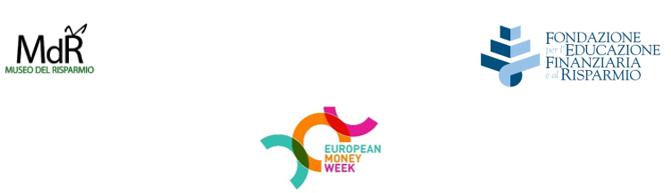 MdR
MUSEO DEL RISPARMIO
FONDAZIONE
per l'EDUCAZIONE
FINANZIARIA
e al RISPARMIO
EUROPEAN
MONEY
WEEK